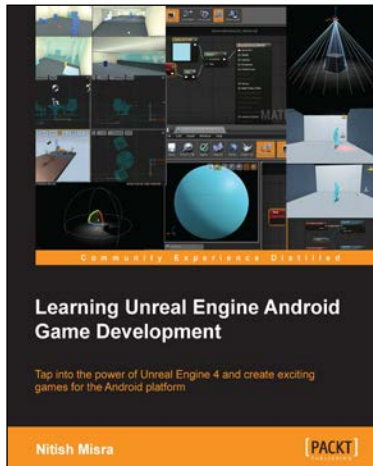 Community Experience Distilled
Learning Unreal Engine Android
Game Development
Tap into the power of Unreal Engine 4 and create exciting
games for the Android platform
Nitish Misra
[PACKT]
PUBLISHING